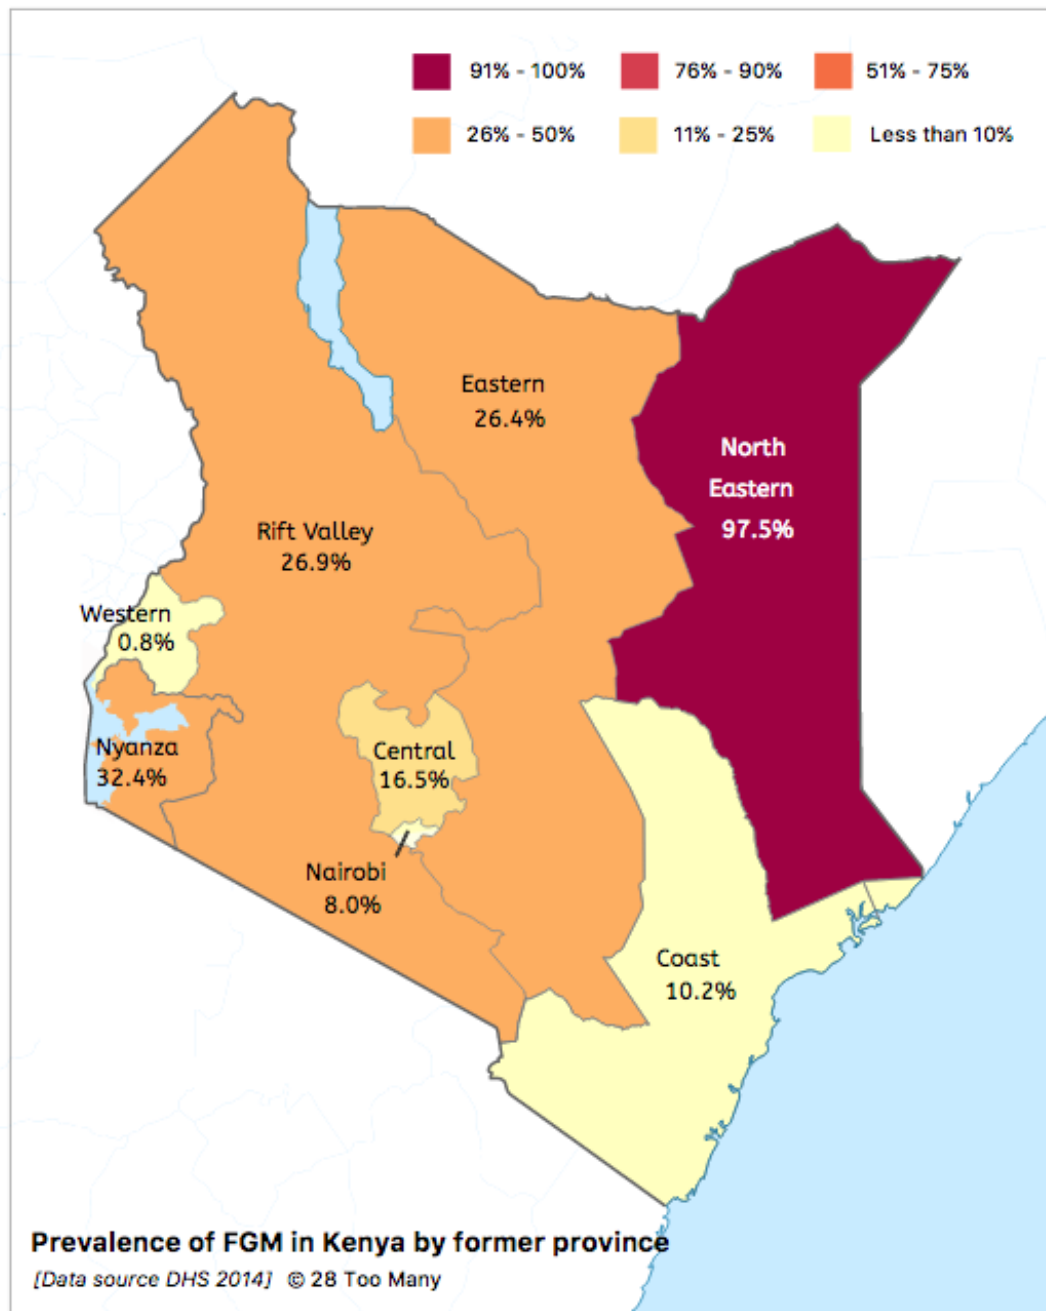 91% - 100%
76% - 90%
51% - 75%
26% - 50%
11% - 25%
Less than 10%
Eastern
26.4%
North
Eastern
97.5%
Rift Valley
26.9%
Western
0.8%
Nyanza
32.4%
Central
16.5%
Nairobi
8.0%
Coast
10.2%
Prevalence of FGM in Kenya by former province
[Data source DHS 2014] © 28 Too Many